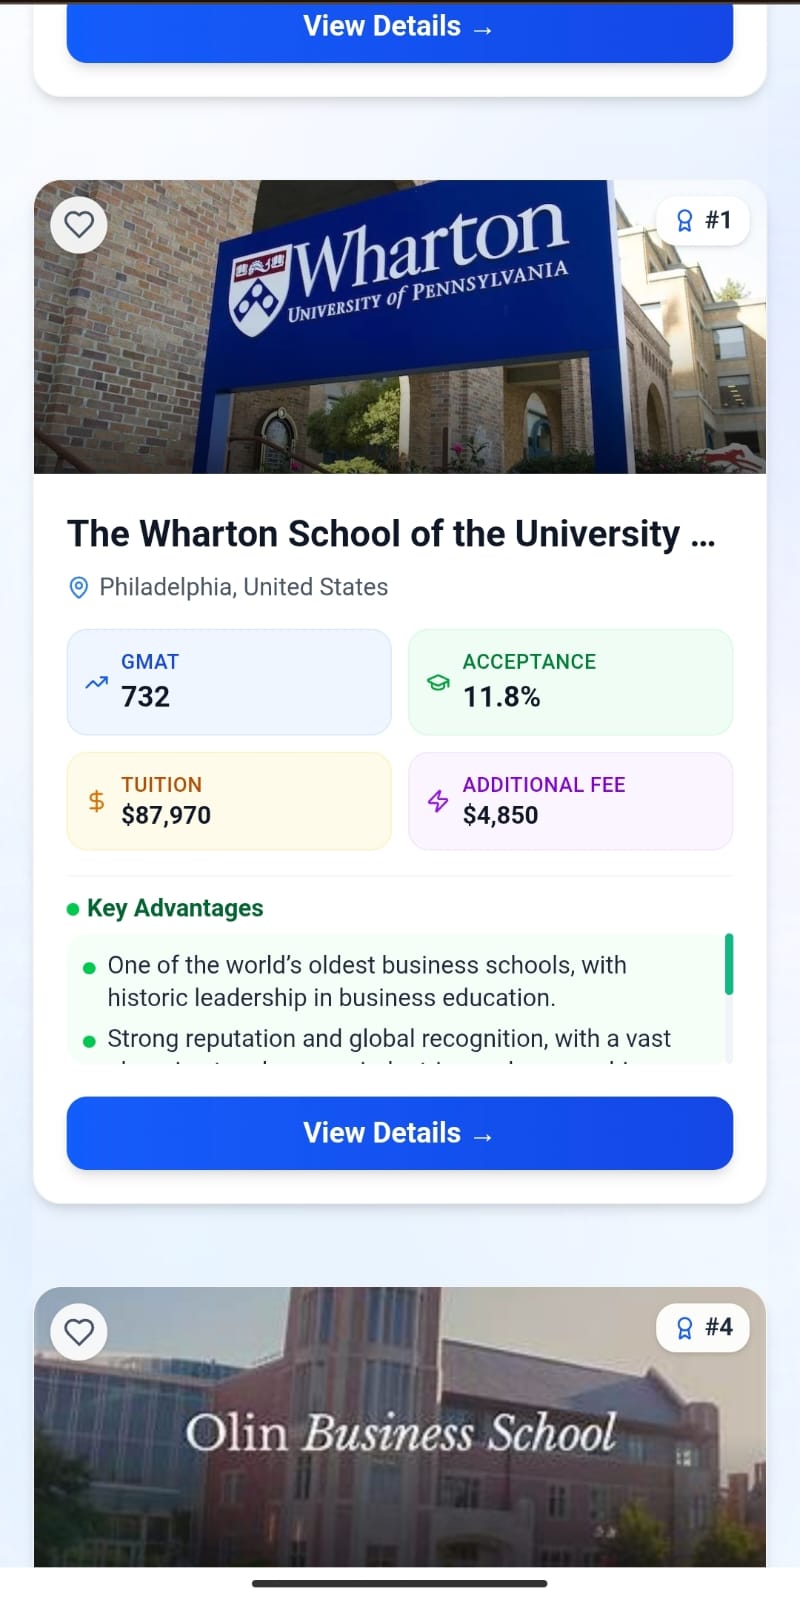 View Details →
Wharton
UNIVERSITY of PENNSYLVANIA
#1
The Wharton School of the University ...
Philadelphia, United States
GMAT
732
ACCEPTANCE
11.8%
TUITION
$87,970
ADDITIONAL FEE
$4,850
Key Advantages
One of the world’s oldest business schools, with
historic leadership in business education.
Strong reputation and global recognition, with a vast
View Details →
#4
Olin Business School